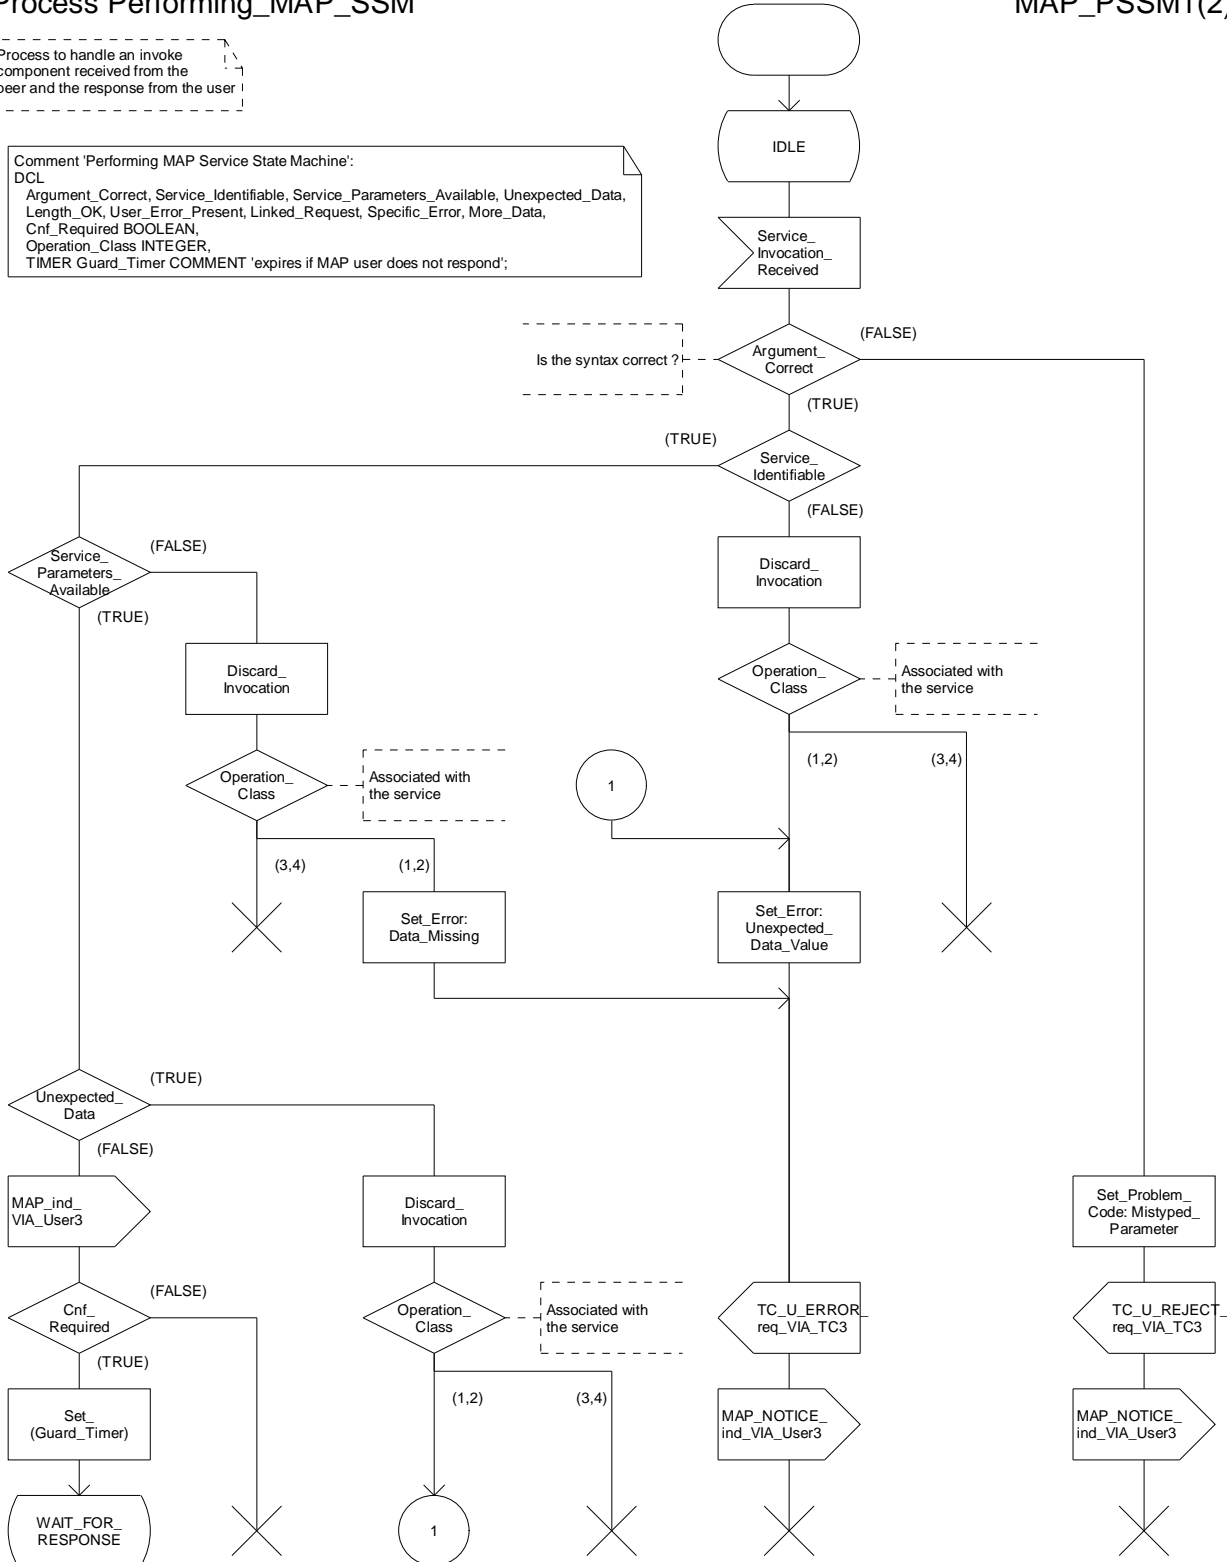 Process Performing_MAP_SSM
MAP_PSSM1(2)
Process to handle an invoke
component received from the
peer and the response from the user
Comment 'Performing MAP Service State Machine':
DCL
Argument_Correct, Service_Identifiable, Service_Parameters_Available, Unexpected_Data,
Length_OK, User_Error_Present, Linked_Request, Specific_Error, More_Data,
Cnf_Required BOOLEAN,
Operation_Class INTEGER,
TIMER Guard_Timer COMMENT 'expires if MAP user does not respond';
IDLE
Service_
Invocation_
Received
Is the syntax correct ?
Argument_
Correct
(FALSE)
(TRUE)
(TRUE)
Service_
Identifiable
(FALSE)
Service_
Parameters_
Available
(FALSE)
(TRUE)
Discard_
Invocation
Discard_
Invocation
Operation_
Class
Associated with
the service
(1,2)
(3,4)
Operation_
Class
Associated with
the service
1
(3,4)
(1,2)
Set_Error:
Data_Missing
Set_Error:
Unexpected_
Data_Value
Unexpected_
Data
(TRUE)
(FALSE)
MAP_ind_
VIA_User3
Discard_
Invocation
Set_Problem_
Code: Mistyped_
Parameter
Cnf_
Required
(FALSE)
(TRUE)
Operation_
Class
Associated with
the service
(1,2)
(3,4)
TC_U_ERROR_
req_VIA_TC3
TC_U_REJECT_
req_VIA_TC3
Set_
(Guard_Timer)
MAP_NOTICE_
ind_VIA_User3
MAP_NOTICE_
ind_VIA_User3
WAIT_FOR_
RESPONSE
1